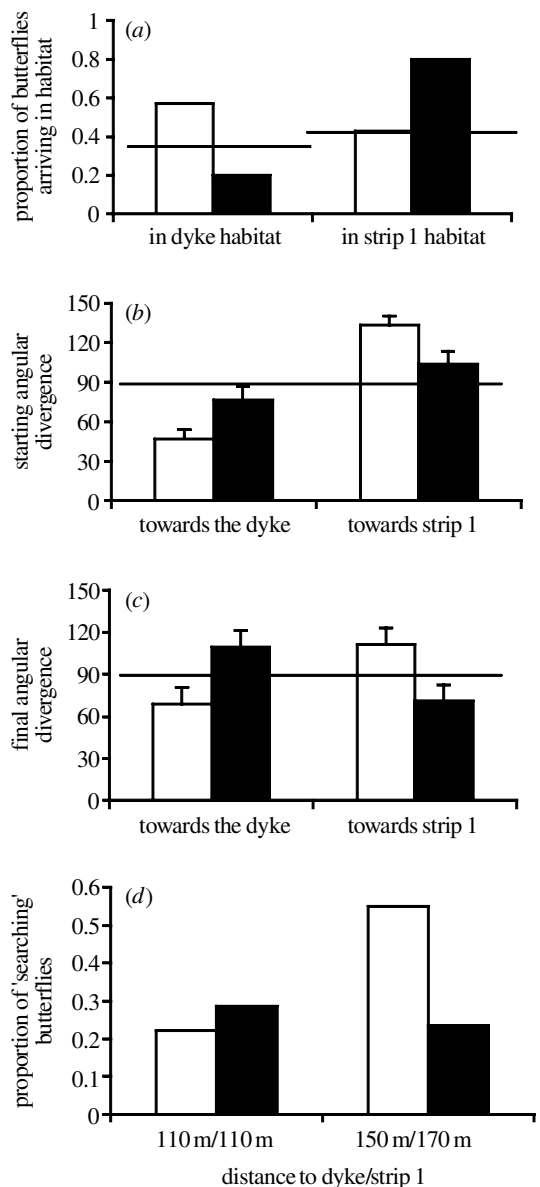 (a)
proportion of butterflies
arriving in habitat
1
0.8
0.6
0.4
0.2
0
in dyke habitat
in strip 1 habitat
(b)
starting angular
divergence
150
120
90
60
30
0
towards the dyke
towards strip 1
(c)
final angular
divergence
150
120
90
60
30
0
towards the dyke
towards strip 1
(d)
proportion of 'searching'
butterflies
0.6
0.5
0.4
0.3
0.2
0.1
0
110 m/110 m
150 m/170 m
distance to dyke/strip 1